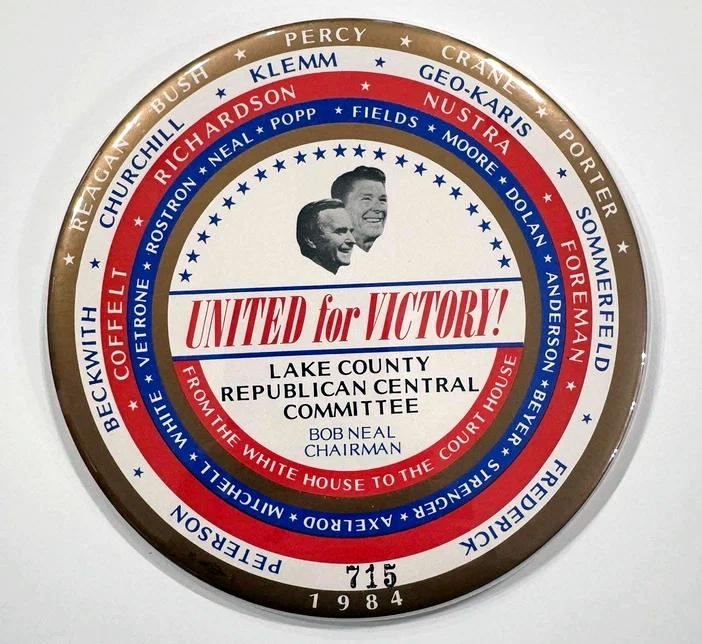 REAGAN - BUSH ★ PERCY ★ CRANE ★ PORTER ★
BECKWITH ★ CHURCHILL ★ KLEMM ★ GEO-KARIS ★ SOMMERFELD ★ FREDERICK
PETERSON ★
COFFELT ★ RICHARDSON ★ NUSTRA ★ FOREMAN ★
MITCHELL ★ WHITE ★ VETRONE ★ ROSTRON ★ NEAL ★ POPP ★ FIELDS ★ MOORE ★ DOLAN ★ ANDERSON ★ BEYER ★ STRENGER ★ AXELROD ★
UNITED for VICTORY!
LAKE COUNTY
REPUBLICAN CENTRAL
COMMITTEE
BOB NEAL
CHAIRMAN
FROM THE WHITE HOUSE TO THE COURT HOUSE
715
1984